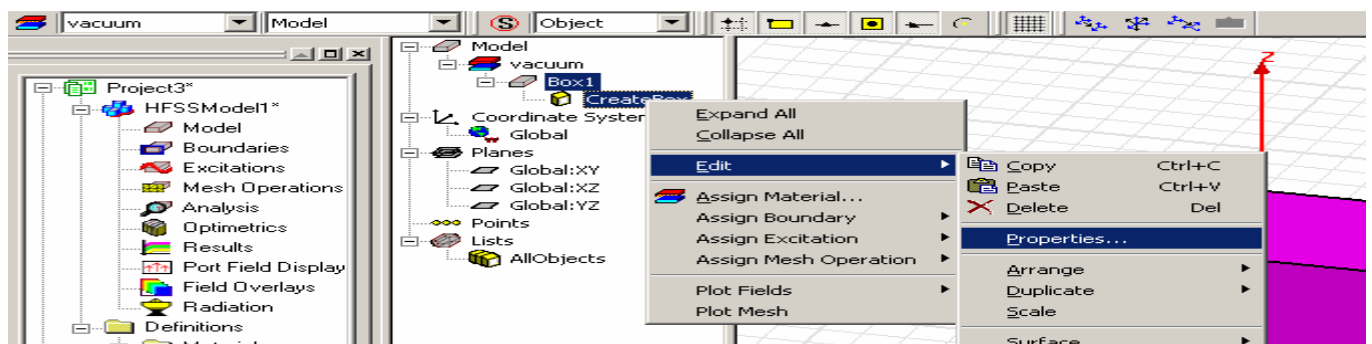 vacuum Model Object
Project3*
HFSSModel1*
Model
Boundaries
Excitations
Mesh Operations
Analysis
Optimetrics
Results
Port Field Display
Field Overlays
Radiation
Definitions
Model
vacuum
Box1
Coordinate System
Global
Planes
Global:XY
Global:XZ
Global:YZ
Points
Lists
AllObjects
Expand All
Collapse All
Edit
Assign Material...
Assign Boundary
Assign Excitation
Assign Mesh Operation
Plot Fields
Plot Mesh
Copy Ctrl+C
Paste Ctrl+V
Delete Del
Properties...
Arrange
Duplicate
Scale
Surface
Z